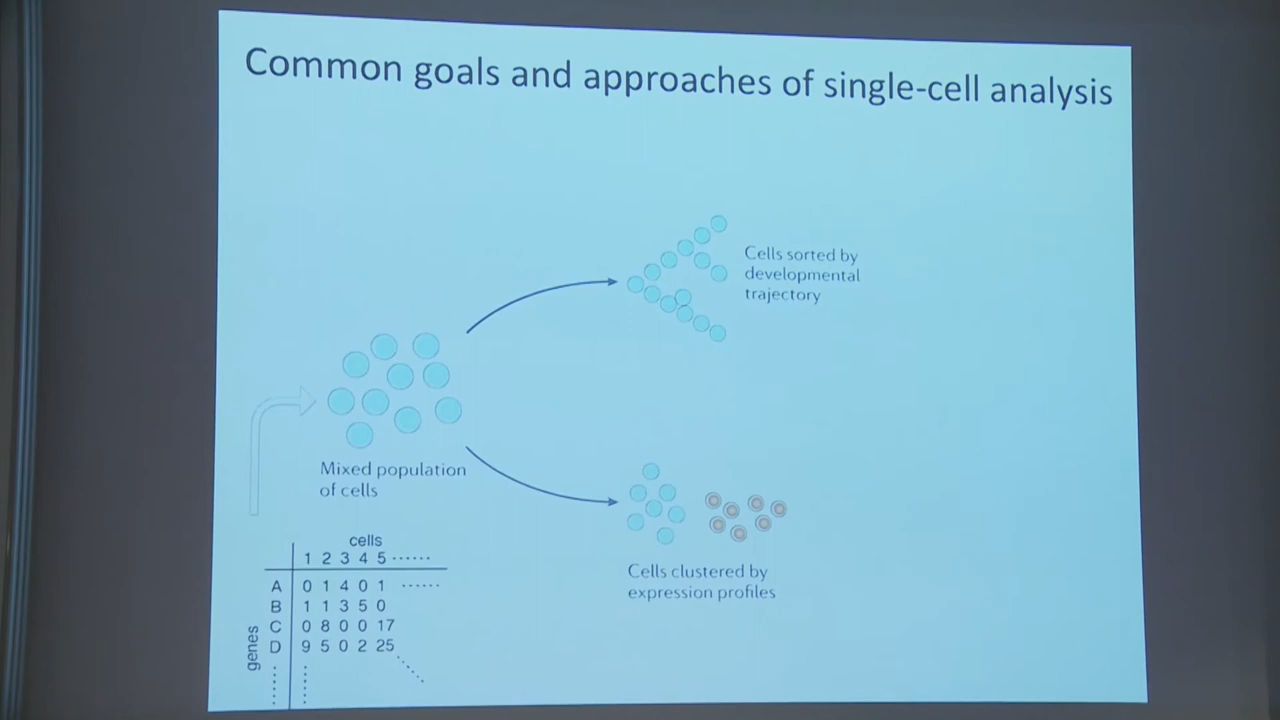 Common goals and approaches of single-cell analysis
Cells sorted by
developmental
trajectory
Mixed population
of cells
Cells clustered by
expression profiles
cells
1 2 3 4 5 ......
A 0 1 4 0 1 ......
B 1 1 3 5 0
C 0 8 0 0 17
D 9 5 0 2 25
genes